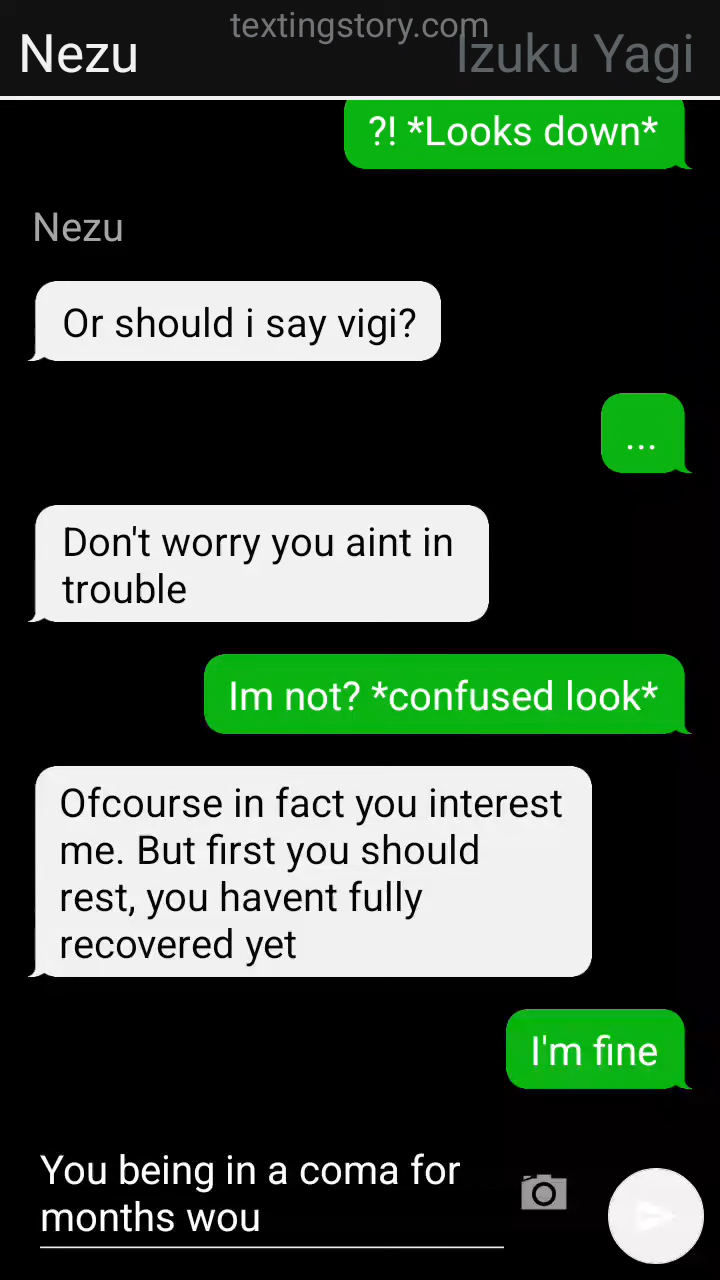 textingstory.com
Nezu
Izuku Yagi
?! *Looks down*
Nezu
Or should i say vigi?
...
Don't worry you aint in
trouble
Im not? *confused look*
Ofcourse in fact you interest
me. But first you should
rest, you havent fully
recovered yet
I'm fine
You being in a coma for
months wou